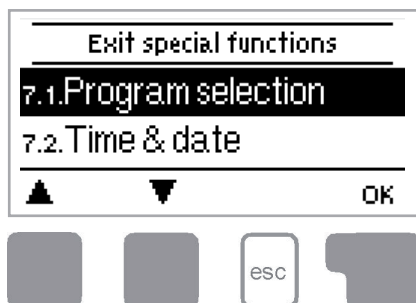 Exit special functions
7.1.Program selection
7.2.Time & date
OK
esc